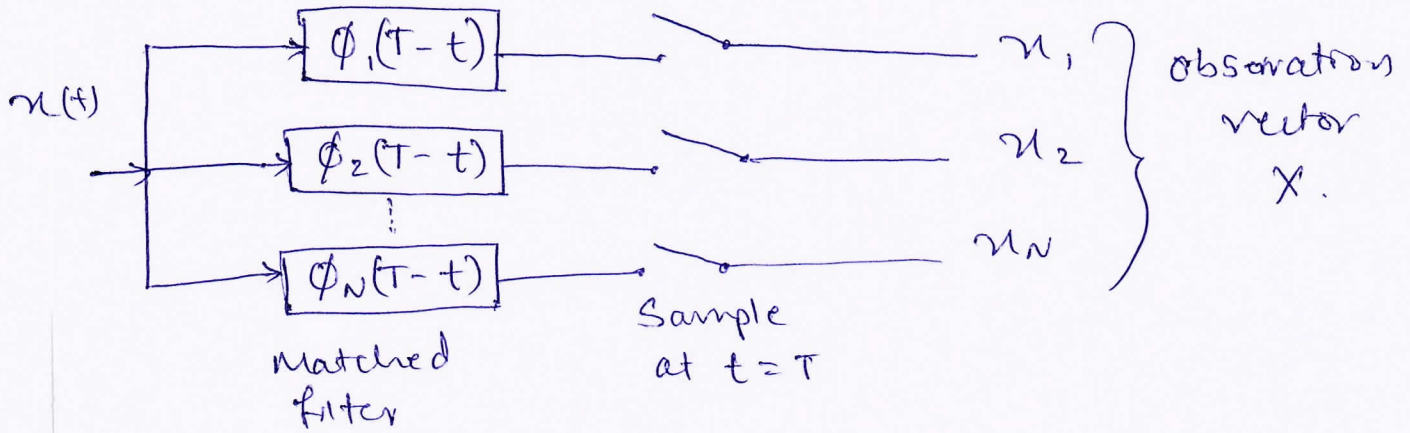 ϕ₁(T-t)
x₁
x(t)
observation
vector
X.
ϕ₂(T-t)
x₂
ϕN(T-t)
xN
Sample
at t=T
Matched
filter